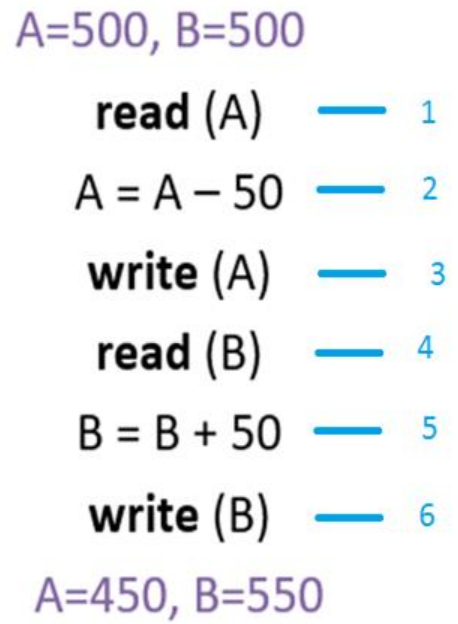 A=500, B=500
read (A) 1
A = A – 50 2
write (A) 3
read (B) 4
B = B + 50 5
write (B) 6
A=450, B=550